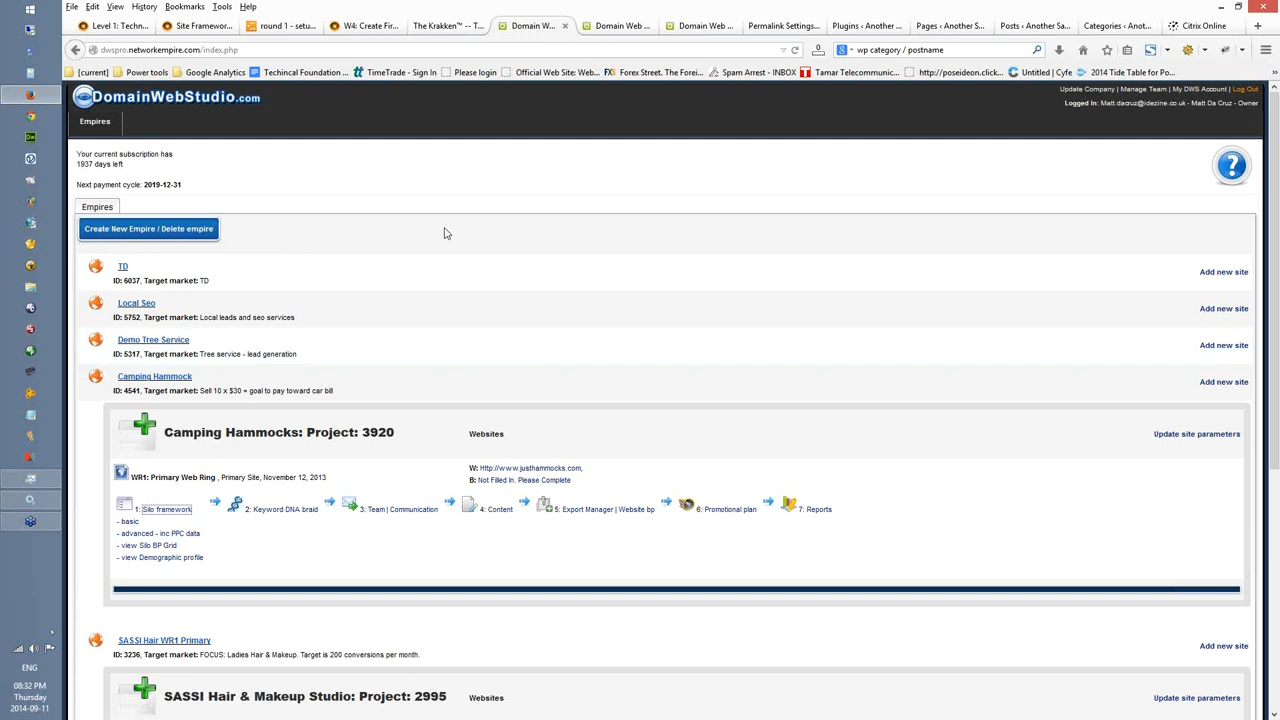 File Edit View History Bookmarks Tools Help
Level 1: Techn... Site Framewor... round 1 - setu... W4: Create Fir... The Krakken™ -- T... Domain W... Domain Web ... Domain Web ... Permalink Setting... Plugins ‹ Another ... Pages ‹ Another S... Posts ‹ Another Sa... Categories ‹ Anot... Citrix Online
dwspro.networkempire.com/index.php wp category / postname
[current] Power tools Google Analytics Techincal Foundation ... TimeTrade - Sign In Please login Official Web Site: Web... Forex Street. The Forei... Spam Arrest - INBOX Tamar Telecommunic... http://poseidon.click... Untitled | Cyfe 2014 Tide Table for Po...
DomainWebStudio.com
Update Company | Manage Team | My DWS Account | Log Out
Logged In: Matt.dacruz@idezine.co.uk - Matt Da Cruz - Owner
Empires
Your current subscription has
1937 days left
Next payment cycle: 2019-12-31
Empires
Create New Empire / Delete empire
TD
ID: 6037, Target market: TD
Add new site
Local Seo
ID: 5752, Target market: Local leads and seo services
Add new site
Demo Tree Service
ID: 5317, Target market: Tree service - lead generation
Add new site
Camping Hammock
ID: 4541, Target market: Sell 10 x $30 = goal to pay toward car bill
Add new site
Camping Hammocks: Project: 3920 Websites Update site parameters
WR1: Primary Web Ring , Primary Site, November 12, 2013
W: Http://www.justhammocks.com,
B: Not Filled In. Please Complete
1: Silo framework 2: Keyword DNA braid 3: Team | Communication 4: Content 5: Export Manager | Website bp 6: Promotional plan 7: Reports
- basic
- advanced - inc PPC data
- view Silo BP Grid
- view Demographic profile
SASSI Hair WR1 Primary
ID: 3236, Target market: FOCUS: Ladies Hair & Makeup. Target is 200 conversions per month.
Add new site
SASSI Hair & Makeup Studio: Project: 2995 Websites Update site parameters
ENG
08:32 PM
Thursday
2014-09-11